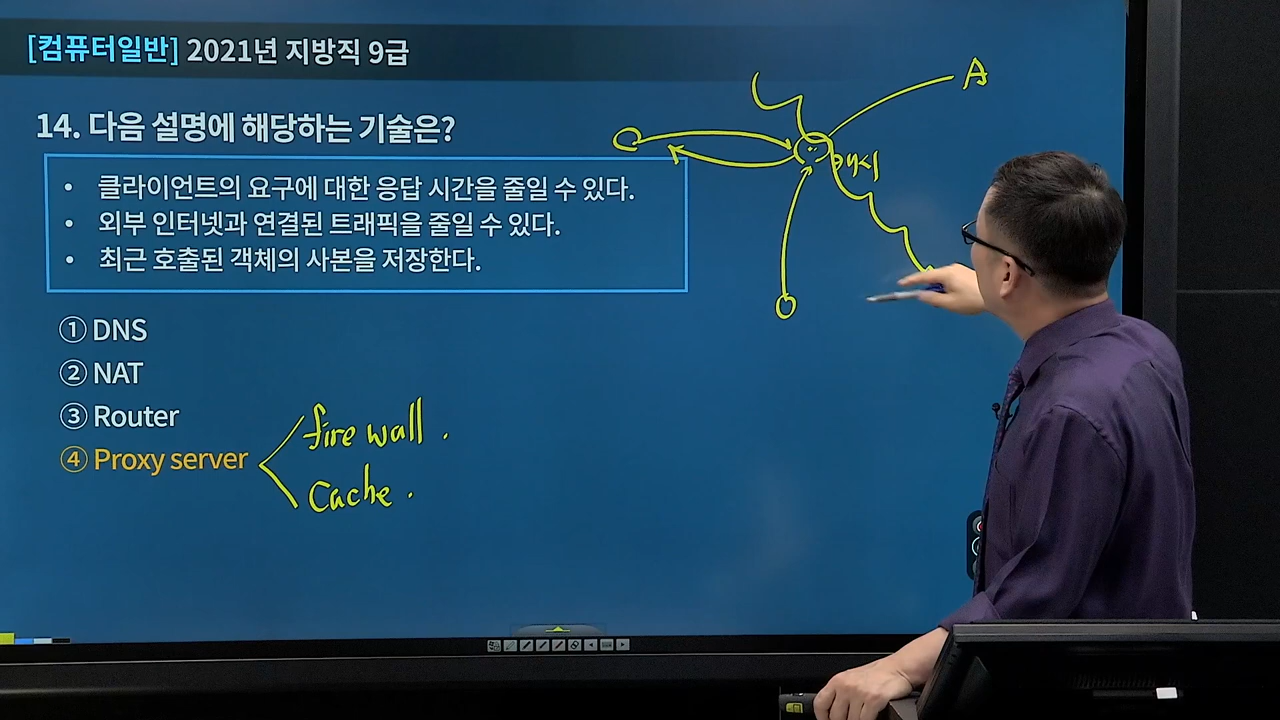 [컴퓨터일반] 2021년 지방직 9급
14. 다음 설명에 해당하는 기술은?
• 클라이언트의 요구에 대한 응답 시간을 줄일 수 있다.
• 외부 인터넷과 연결된 트래픽을 줄일 수 있다.
• 최근 호출된 객체의 사본을 저장한다.
① DNS
② NAT
③ Router
④ Proxy server
fire wall .
Cache .
A
캐시